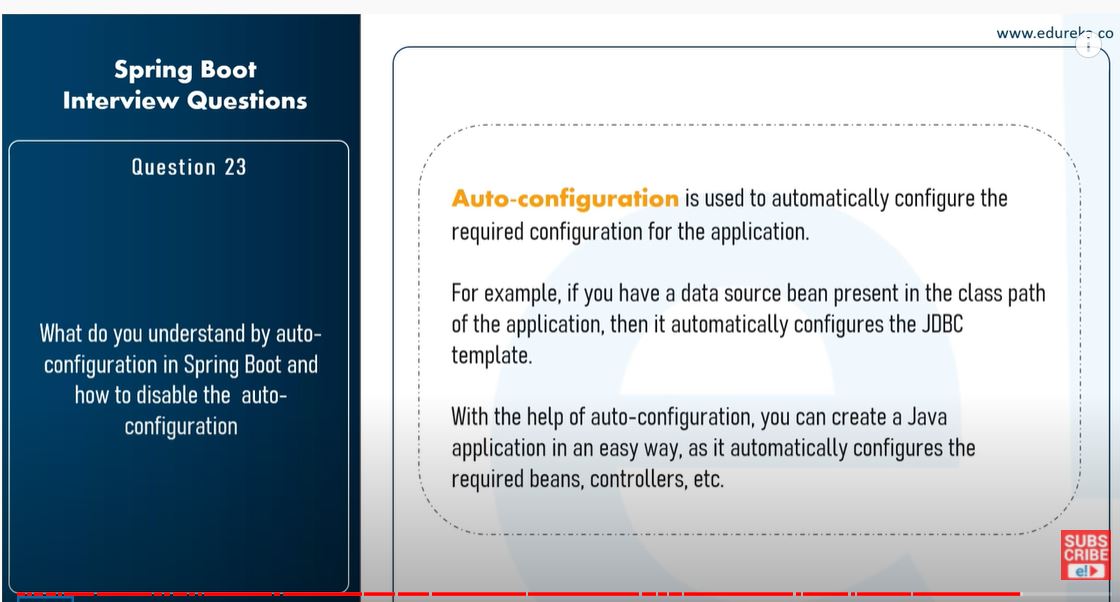 www.edureka.co
Spring Boot
Interview Questions
Question 23
What do you understand by auto-
configuration in Spring Boot and
how to disable the auto-
configuration
Auto-configuration is used to automatically configure the
required configuration for the application.
For example, if you have a data source bean present in the class path
of the application, then it automatically configures the JDBC
template.
With the help of auto-configuration, you can create a Java
application in an easy way, as it automatically configures the
required beans, controllers, etc.
SUBS
CRIBE
e!